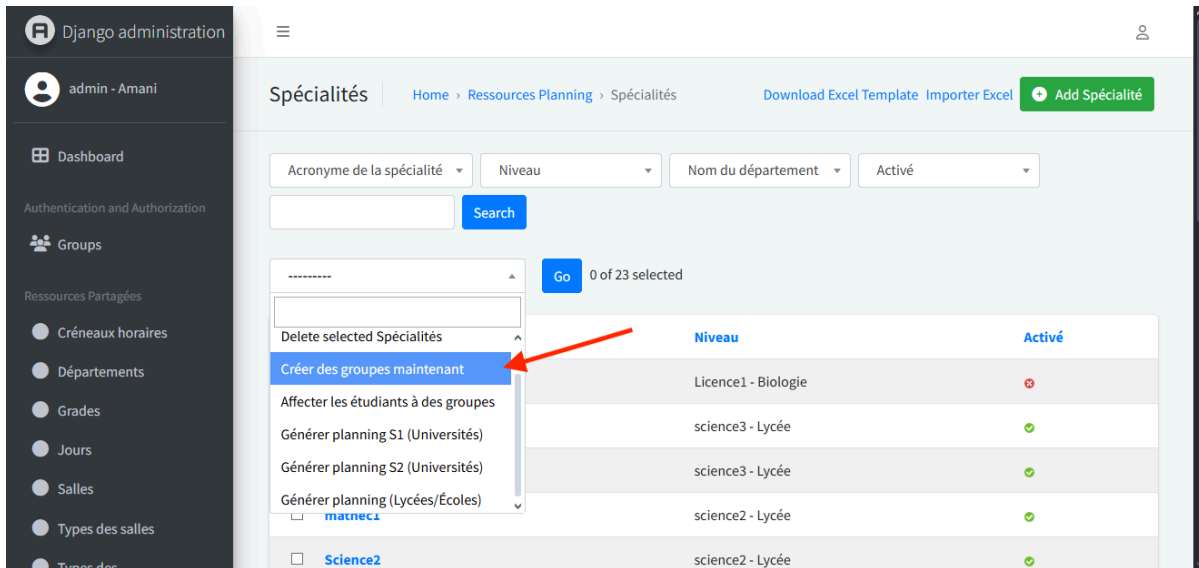 Django administration
admin - Amani
Dashboard
Authentication and Authorization
Groups
Ressources Partagées
Créneaux horaires
Départements
Grades
Jours
Salles
Types des salles
Types des
Spécialités
Home › Ressources Planning › Spécialités
Download Excel Template Importer Excel Add Spécialité
Acronyme de la spécialité Niveau Nom du département Activé
Search
--------- Go 0 of 23 selected
Delete selected Spécialités
Créer des groupes maintenant
Affecter les étudiants à des groupes
Générer planning S1 (Universités)
Générer planning S2 (Universités)
Générer planning (Lycées/Écoles)
Niveau Activé
Licence1 - Biologie
science3 - Lycée
science3 - Lycée
science2 - Lycée
Science2 science2 - Lycée